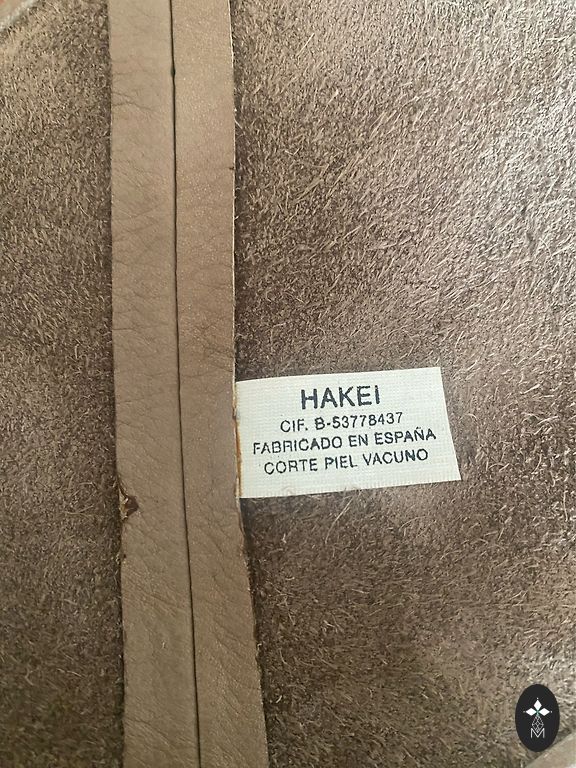 HAKEI
CIF. B-53778437
FABRICADO EN ESPAÑA
CORTE PIEL VACUNO
M